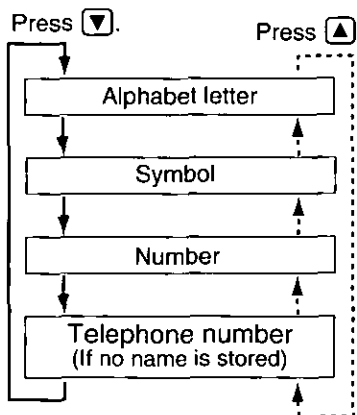 Press ▼.
Press ▲
Alphabet letter
Symbol
Number
Telephone number
(If no name is stored)